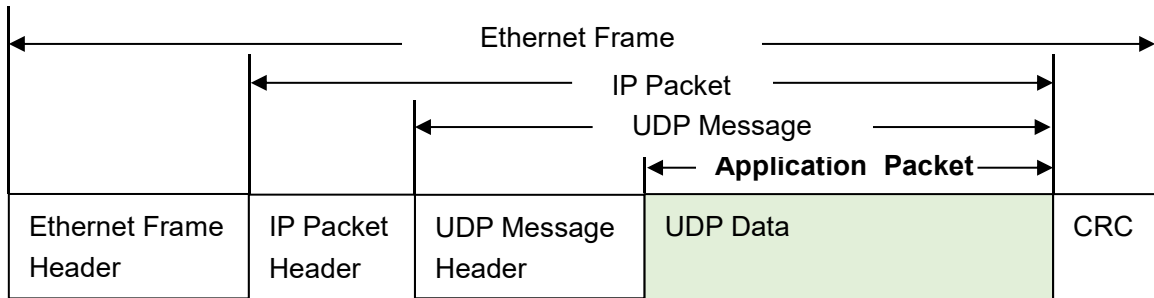 Ethernet Frame
IP Packet
UDP Message
Application Packet
Ethernet Frame
Header
IP Packet
Header
UDP Message
Header
UDP Data
CRC